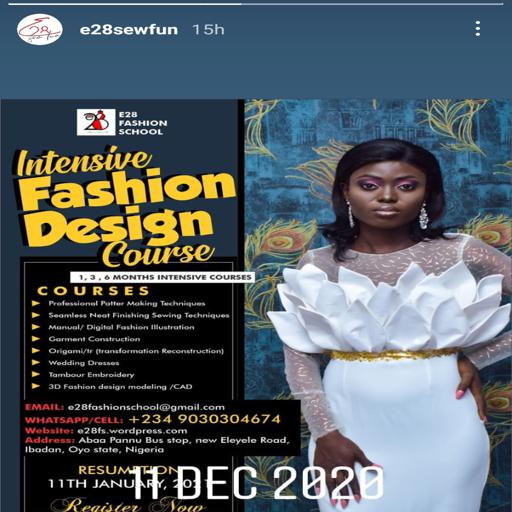 e28sewfun 15h
E28
FASHION
SCHOOL
Intensive
Fashion
Design
Course
1, 3 , 6 MONTHS INTENSIVE COURSES
COURSES
Professional Patter Making Techniques
Seamless Neat Finishing Sewing Techniques
Manual/ Digital Fashion Illustration
Garment Construction
Origami/tr (transformation Reconstruction)
Wedding Dresses
Tambour Embroidery
3D Fashion design modeling /CAD
EMAIL: e28fashionschool@gmail.com
WHATSAPP/CELL: +234 9030304674
Website: e28fs.wordpress.com
Address: Abaa Pannu Bus stop, new Eleyele Road,
Ibadan, Oyo state, Nigeria
RESUMPTION
11TH JANUARY,
11 DEC 2020
Register Now